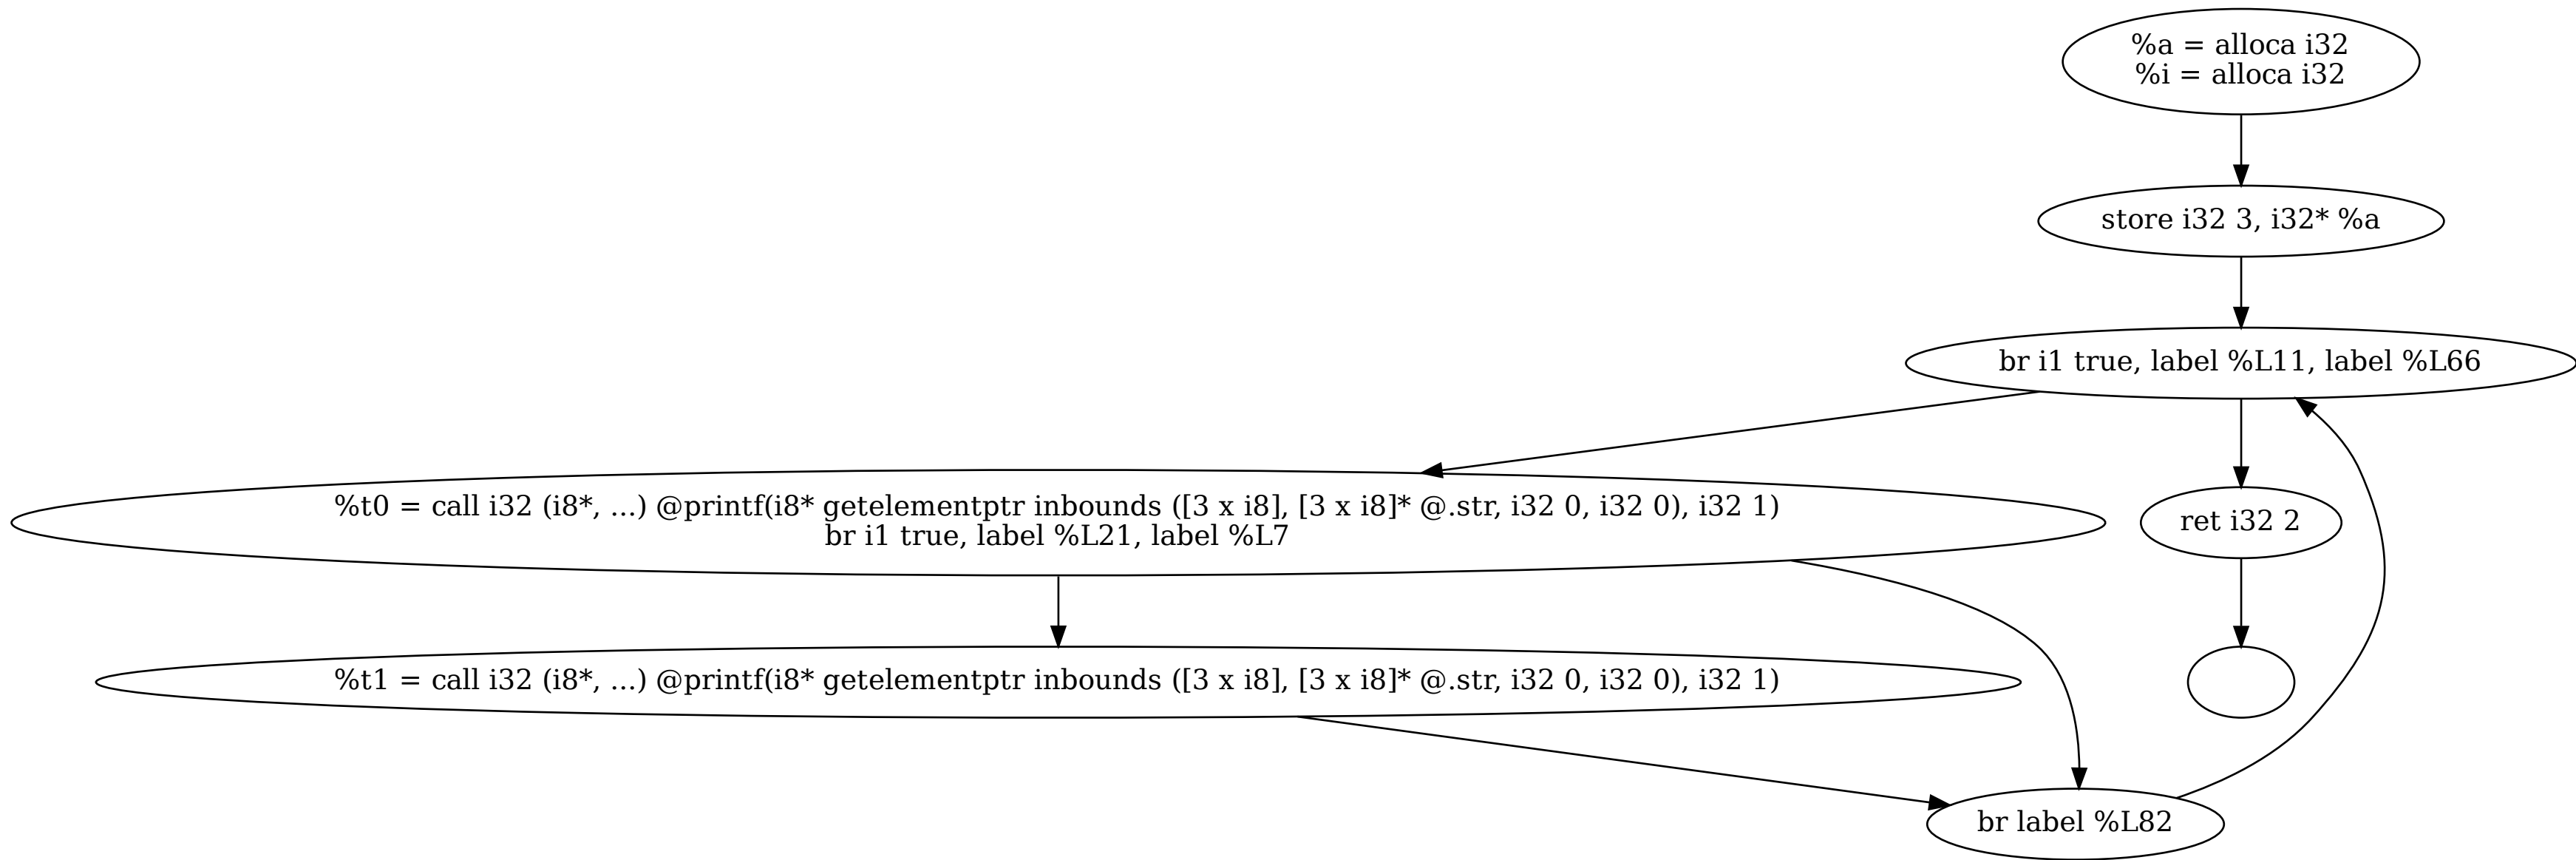 %a = alloca i32
%i = alloca i32
store i32 3, i32* %a
br i1 true, label %L11, label %L66
%t0 = call i32 (i8*, ...) @printf(i8* getelementptr inbounds ([3 x i8], [3 x i8]* @.str, i32 0, i32 0), i32 1)
br i1 true, label %L21, label %L7
ret i32 2
%t1 = call i32 (i8*, ...) @printf(i8* getelementptr inbounds ([3 x i8], [3 x i8]* @.str, i32 0, i32 0), i32 1)
br label %L82